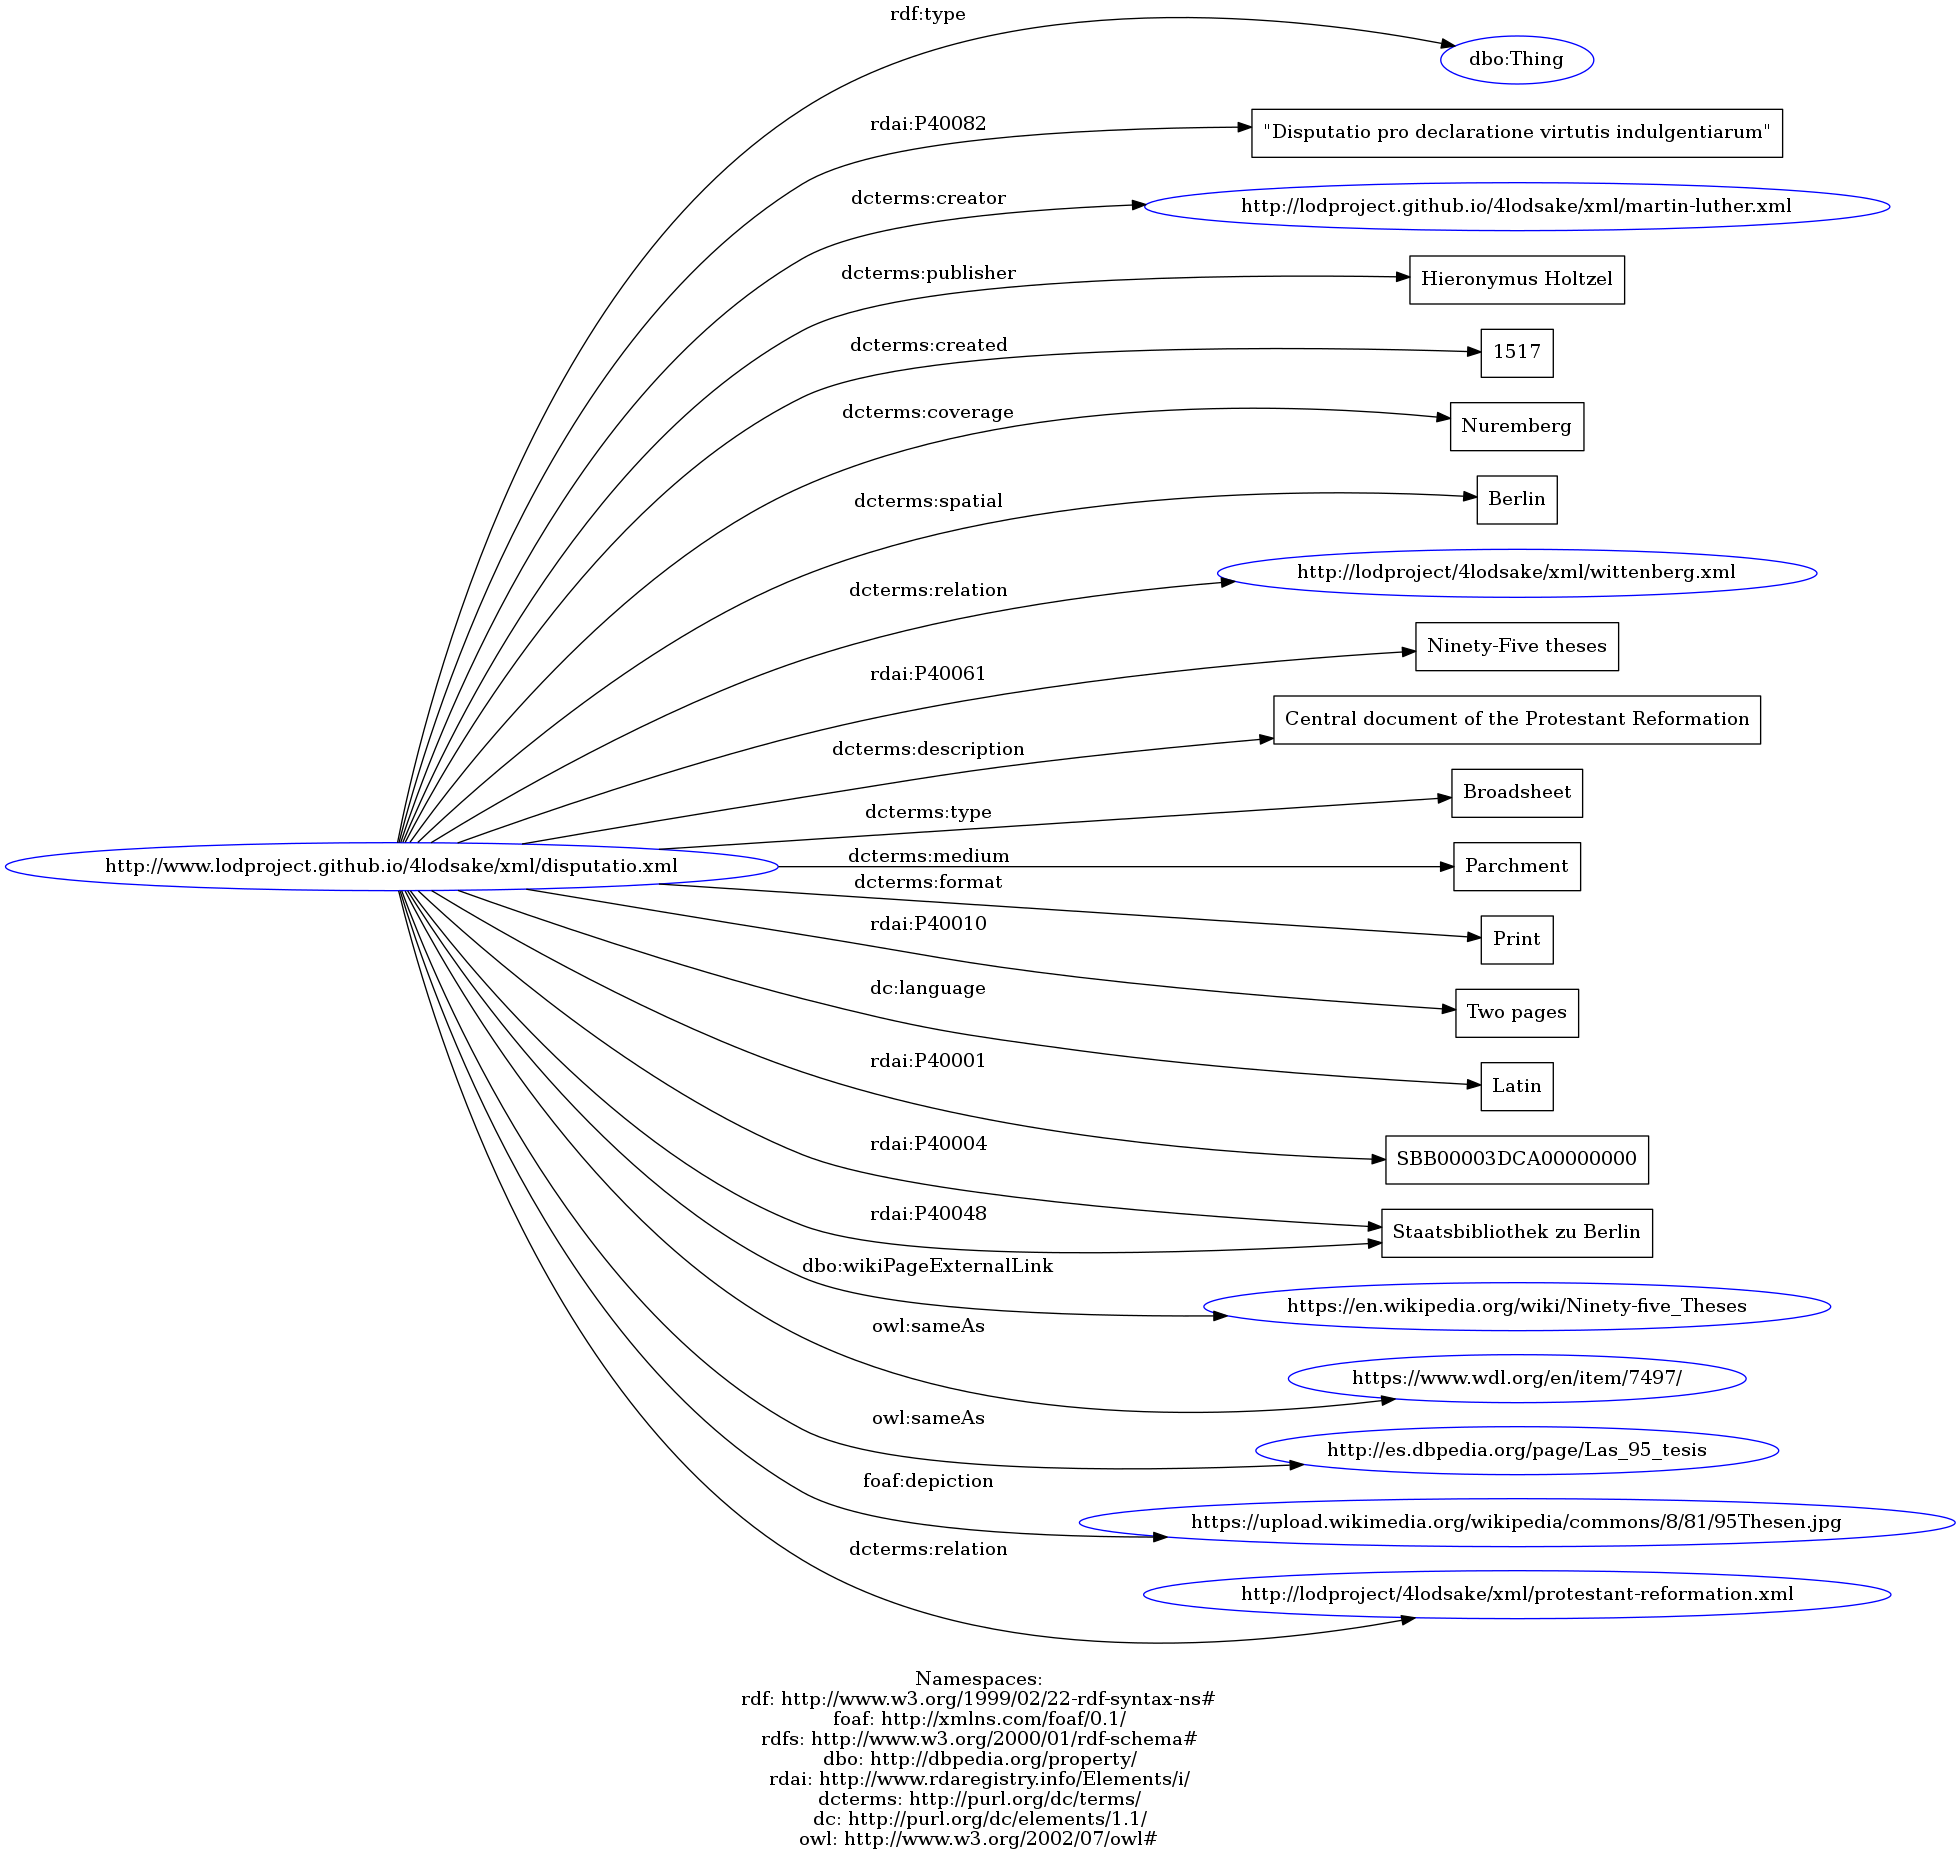 rdf:type
dbo:Thing
rdai:P40082
"Disputatio pro declaratione virtutis indulgentiarum"
dcterms:creator
http://lodproject.github.io/4lodsake/xml/martin-luther.xml
dcterms:publisher
Hieronymus Holtzel
dcterms:created
1517
dcterms:coverage
Nuremberg
dcterms:spatial
Berlin
dcterms:relation
http://lodproject/4lodsake/xml/wittenberg.xml
rdai:P40061
Ninety-Five theses
dcterms:description
Central document of the Protestant Reformation
dcterms:type
Broadsheet
http://www.lodproject.github.io/4lodsake/xml/disputatio.xml
dcterms:medium
Parchment
dcterms:format
Print
rdai:P40010
Two pages
dc:language
Latin
rdai:P40001
SBB00003DCA00000000
rdai:P40004
rdai:P40048
Staatsbibliothek zu Berlin
dbo:wikiPageExternalLink
https://en.wikipedia.org/wiki/Ninety-five_Theses
owl:sameAs
https://www.wdl.org/en/item/7497/
owl:sameAs
http://es.dbpedia.org/page/Las_95_tesis
foaf:depiction
https://upload.wikimedia.org/wikipedia/commons/8/81/95Thesen.jpg
dcterms:relation
http://lodproject/4lodsake/xml/protestant-reformation.xml
Namespaces:
rdf: http://www.w3.org/1999/02/22-rdf-syntax-ns#
foaf: http://xmlns.com/foaf/0.1/
rdfs: http://www.w3.org/2000/01/rdf-schema#
dbo: http://dbpedia.org/property/
rdai: http://www.rdaregistry.info/Elements/i/
dcterms: http://purl.org/dc/terms/
dc: http://purl.org/dc/elements/1.1/
owl: http://www.w3.org/2002/07/owl#